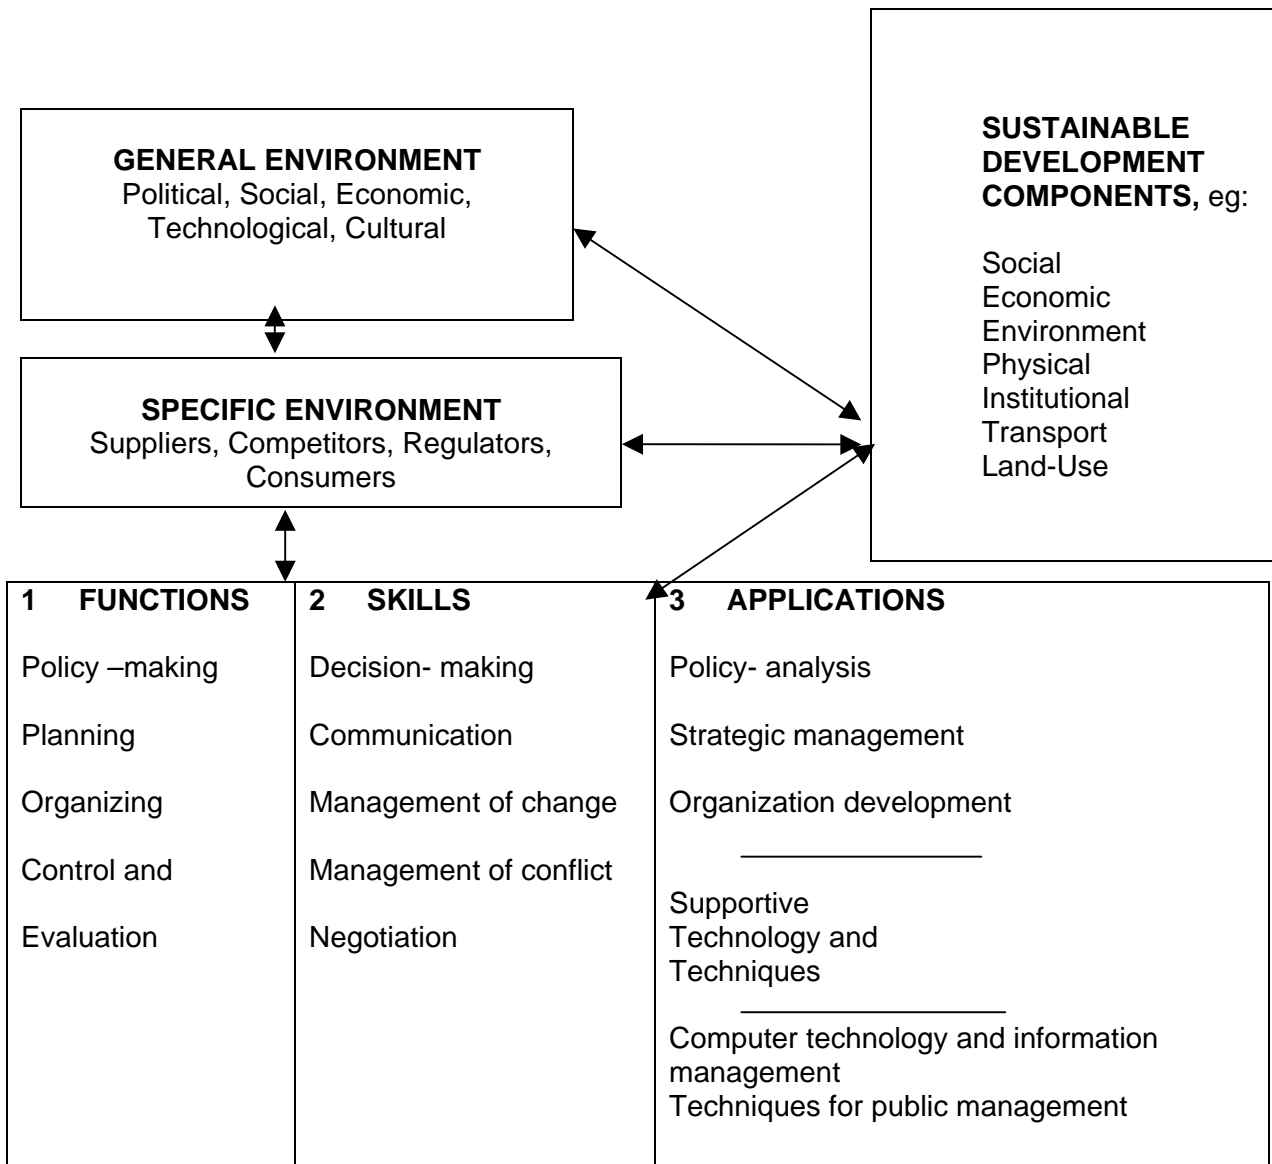 GENERAL ENVIRONMENT
Political, Social, Economic,
Technological, Cultural
SUSTAINABLE
DEVELOPMENT
COMPONENTS, eg:
Social
Economic
Environment
Physical
Institutional
Transport
Land-Use
SPECIFIC ENVIRONMENT
Suppliers, Competitors, Regulators,
Consumers
1 FUNCTIONS
Policy –making
Planning
Organizing
Control and
Evaluation
2 SKILLS
Decision- making
Communication
Management of change
Management of conflict
Negotiation
3 APPLICATIONS
Policy- analysis
Strategic management
Organization development
Supportive
Technology and
Techniques
Computer technology and information
management
Techniques for public management